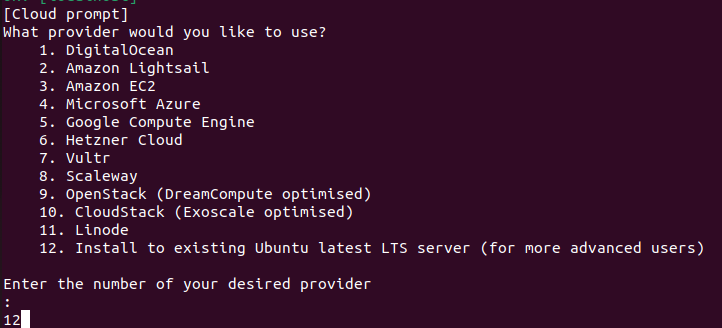 [Cloud prompt]
What provider would you like to use?
1. DigitalOcean
2. Amazon Lightsail
3. Amazon EC2
4. Microsoft Azure
5. Google Compute Engine
6. Hetzner Cloud
7. Vultr
8. Scaleway
9. OpenStack (DreamCompute optimised)
10. CloudStack (Exoscale optimised)
11. Linode
12. Install to existing Ubuntu latest LTS server (for more advanced users)
Enter the number of your desired provider
:
12